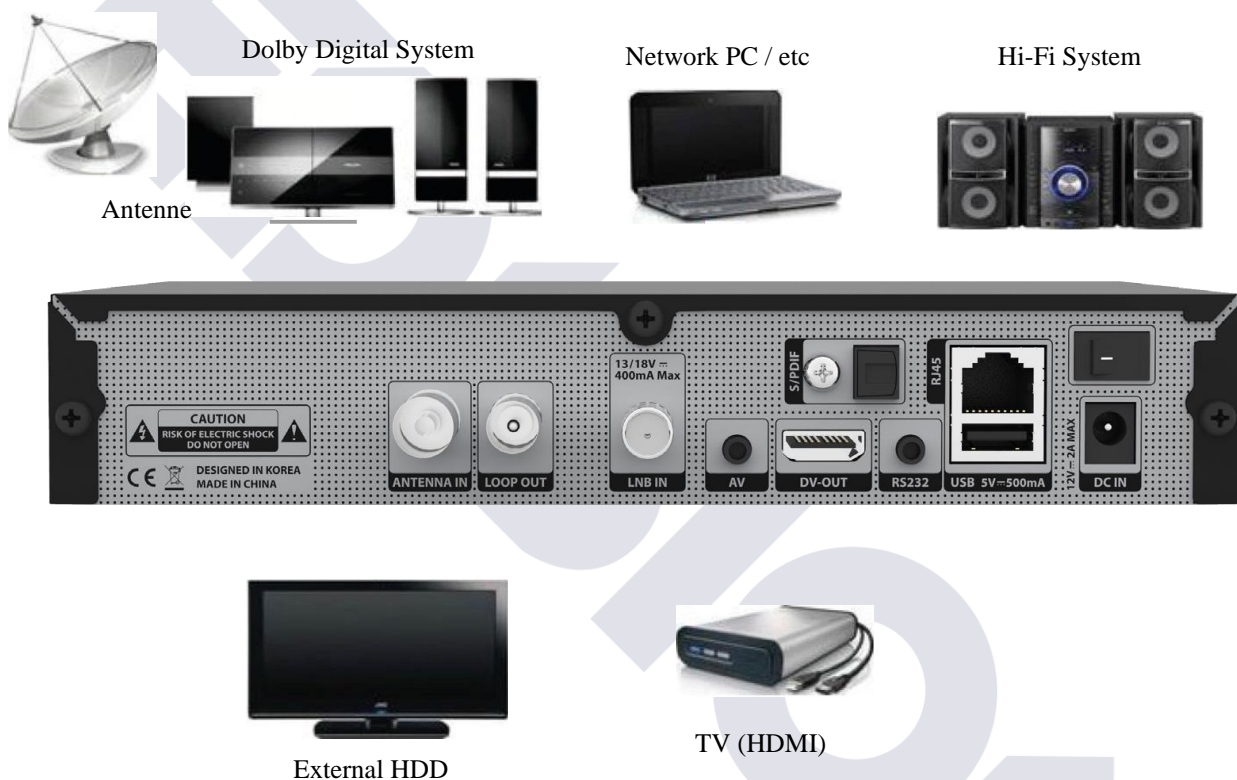 Dolby Digital System
Network PC / etc
Hi-Fi System
Antenne
13/18V ⎓
400mA Max
S/PDIF
RJ45
CAUTION
RISK OF ELECTRIC SHOCK
DO NOT OPEN
CE
DESIGNED IN KOREA
MADE IN CHINA
ANTENNA IN
LOOP OUT
LNB IN
AV
DV-OUT
RS232
USB 5V⎓500mA
12V ⎓ 2A MAX
DC IN
JVC
TV (HDMI)
External HDD